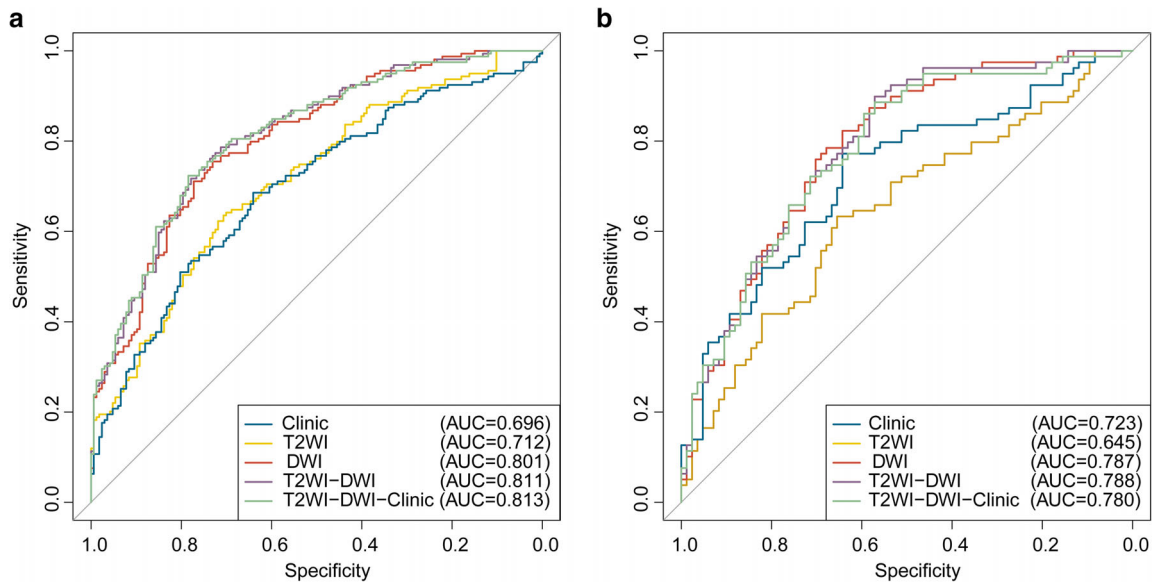 a
b
Sensitivity
1.0
0.8
0.6
0.4
0.2
0.0
Clinic (AUC=0.696)
T2WI (AUC=0.712)
DWI (AUC=0.801)
T2WI-DWI (AUC=0.811)
T2WI-DWI-Clinic (AUC=0.813)
1.0 0.8 0.6 0.4 0.2 0.0
Specificity
Sensitivity
1.0
0.8
0.6
0.4
0.2
0.0
Clinic (AUC=0.723)
T2WI (AUC=0.645)
DWI (AUC=0.787)
T2WI-DWI (AUC=0.788)
T2WI-DWI-Clinic (AUC=0.780)
1.0 0.8 0.6 0.4 0.2 0.0
Specificity